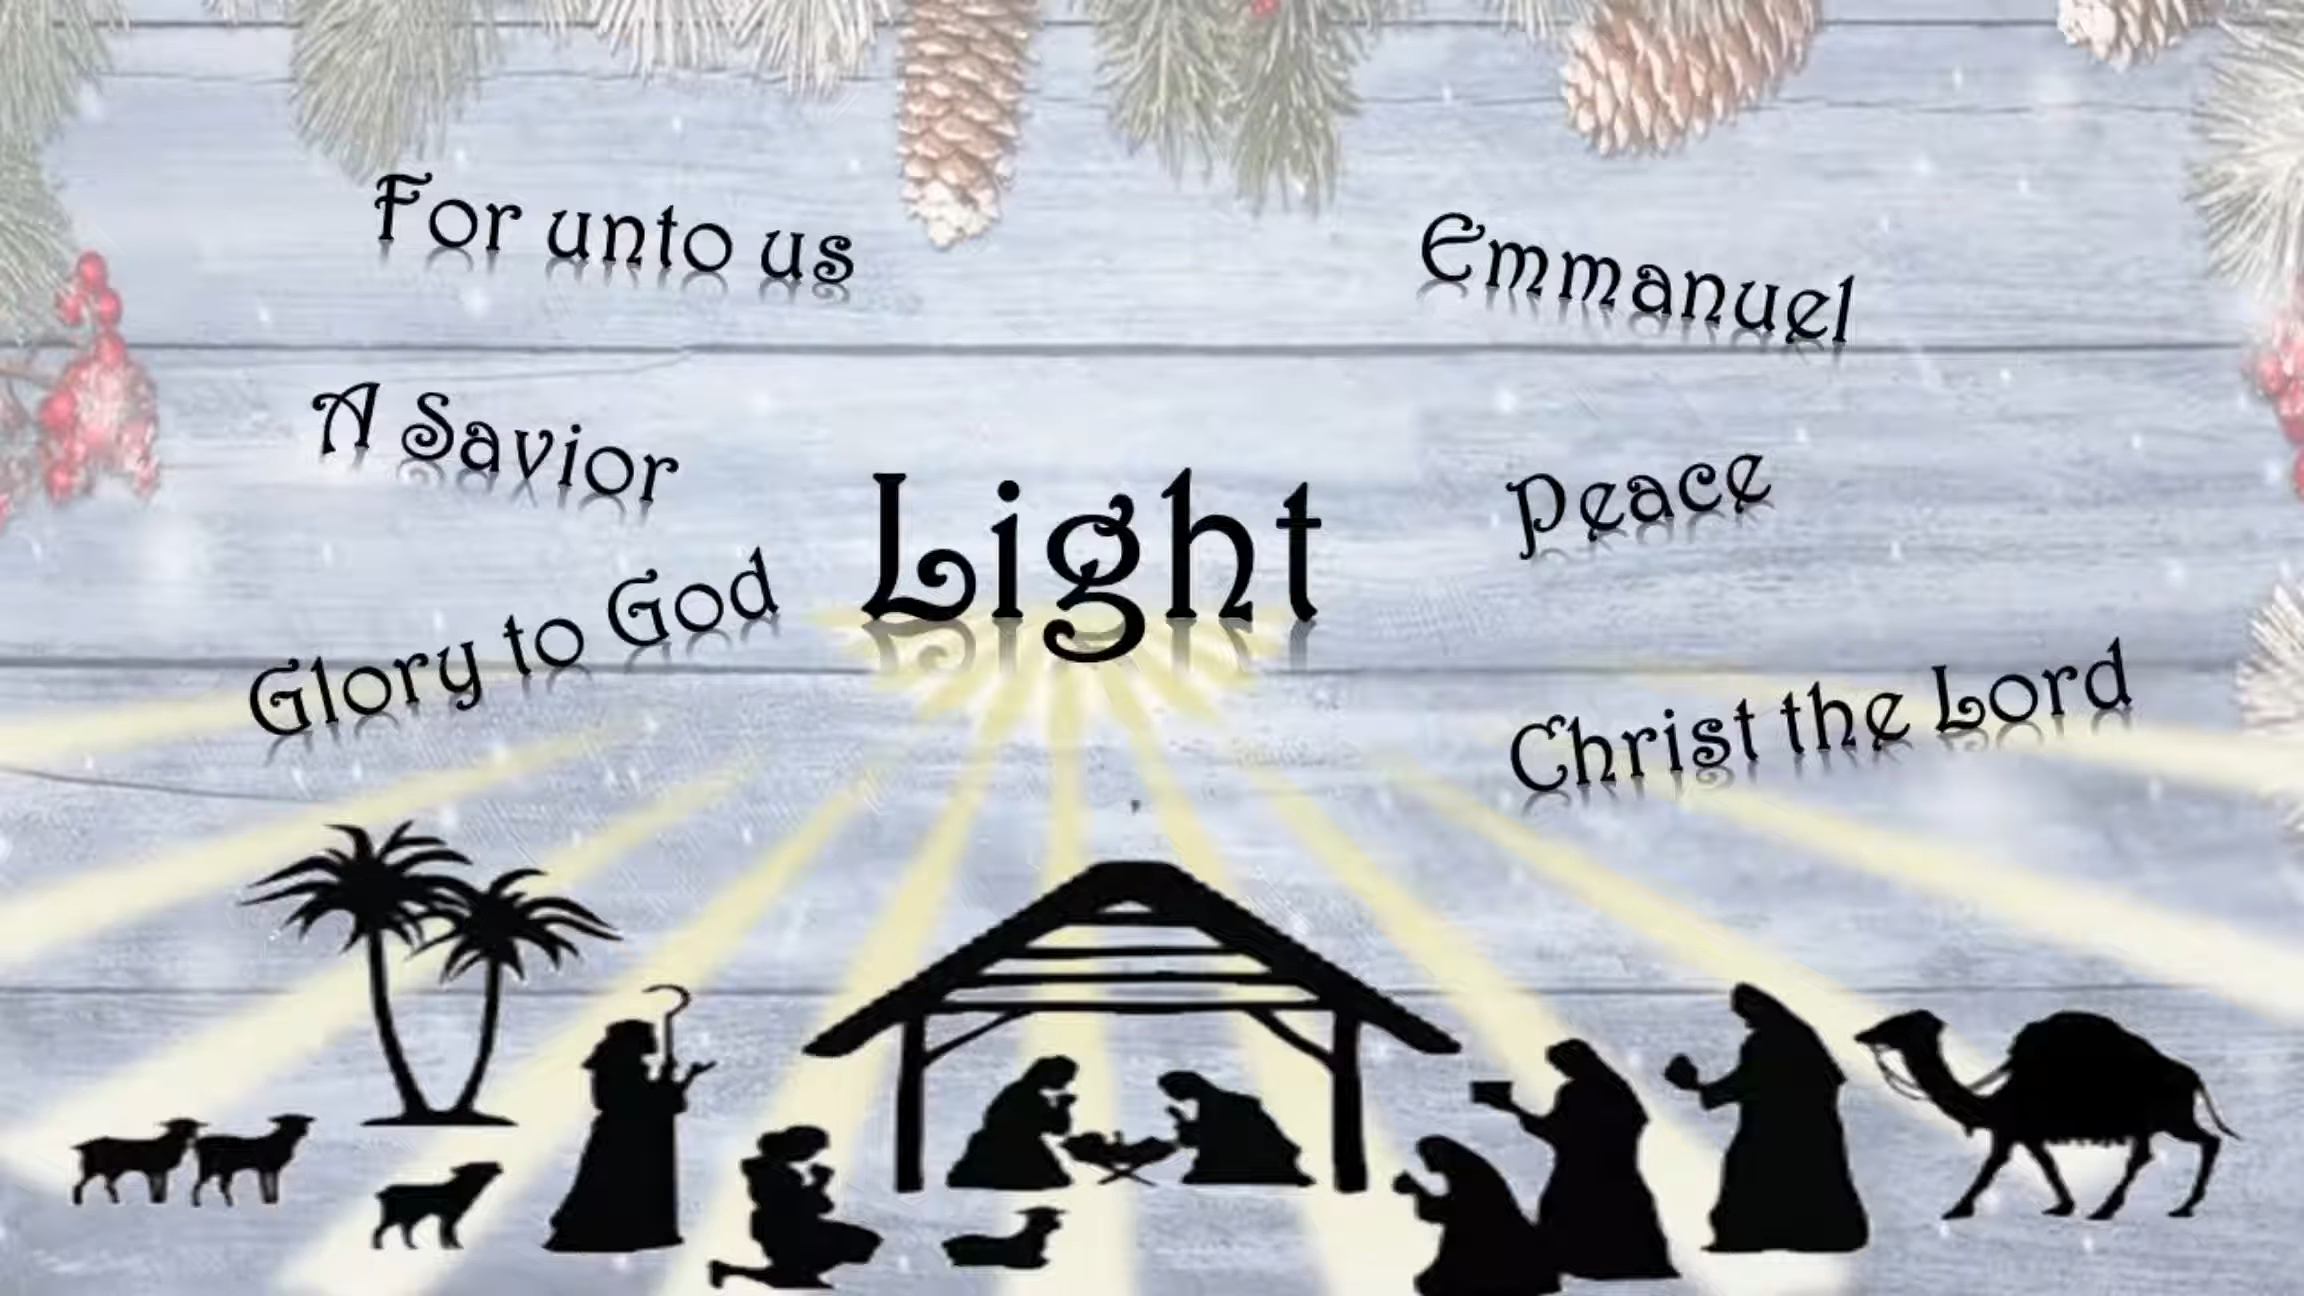 For unto us
Emmanuel
A Savior
Light
Peace
Glory to God
Christ the Lord